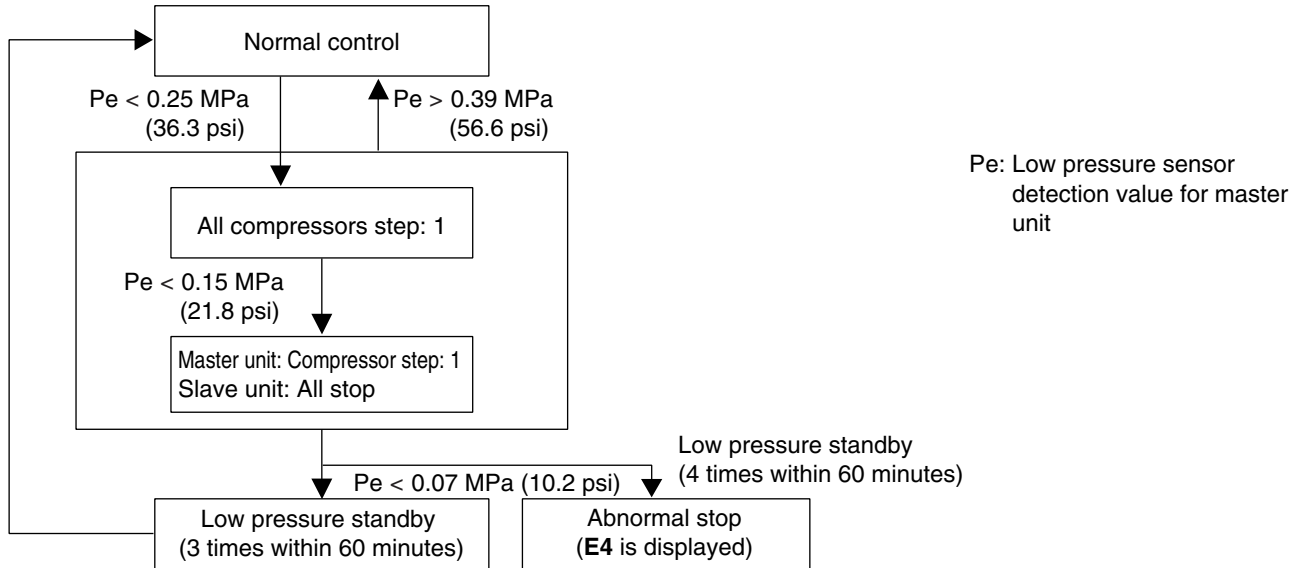 Normal control
Pe < 0.25 MPa
(36.3 psi)
Pe > 0.39 MPa
(56.6 psi)
Pe: Low pressure sensor
detection value for master
unit
All compressors step: 1
Pe < 0.15 MPa
(21.8 psi)
Master unit: Compressor step: 1
Slave unit: All stop
Low pressure standby
(4 times within 60 minutes)
Pe < 0.07 MPa (10.2 psi)
Low pressure standby
(3 times within 60 minutes)
Abnormal stop
(E4 is displayed)